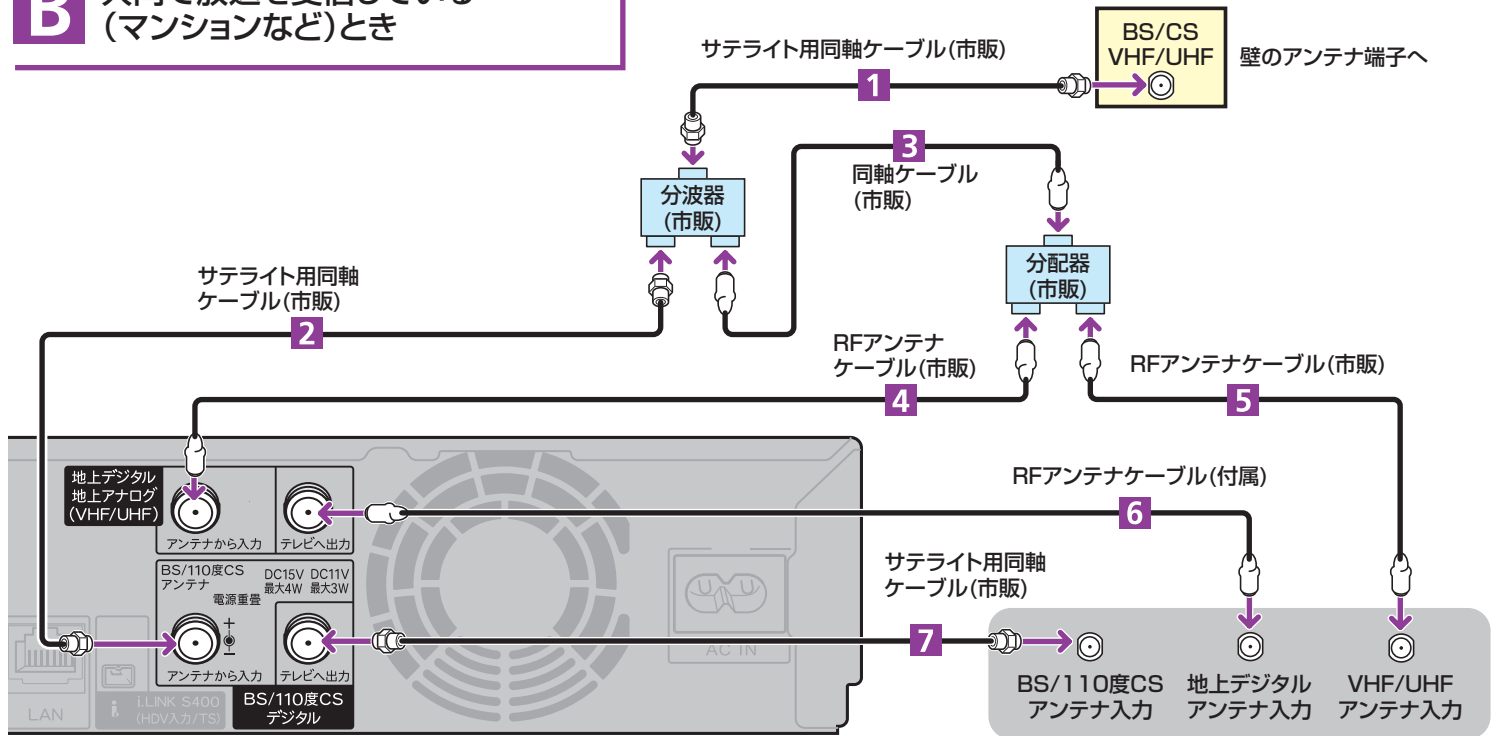 B
(マンションなど)とき
サテライト用同軸ケーブル(市販)
1
BS/CS
VHF/UHF
壁のアンテナ端子へ
3
同軸ケーブル
(市販)
分波器
(市販)
分配器
(市販)
サテライト用同軸
ケーブル(市販)
2
RFアンテナ
ケーブル(市販)
4
RFアンテナケーブル(市販)
5
地上デジタル
地上アナログ
(VHF/UHF)
アンテナから入力
テレビへ出力
RFアンテナケーブル(付属)
6
BS/110度CS
アンテナ
電源重畳
DC15V DC11V
最大4W 最大3W
+
−
アンテナから入力
テレビへ出力
BS/110度CS
デジタル
LAN
i
i.LINK S400
(HDV入力/TS)
AC IN
サテライト用同軸
ケーブル(市販)
7
BS/110度CS
アンテナ入力
地上デジタル
アンテナ入力
VHF/UHF
アンテナ入力